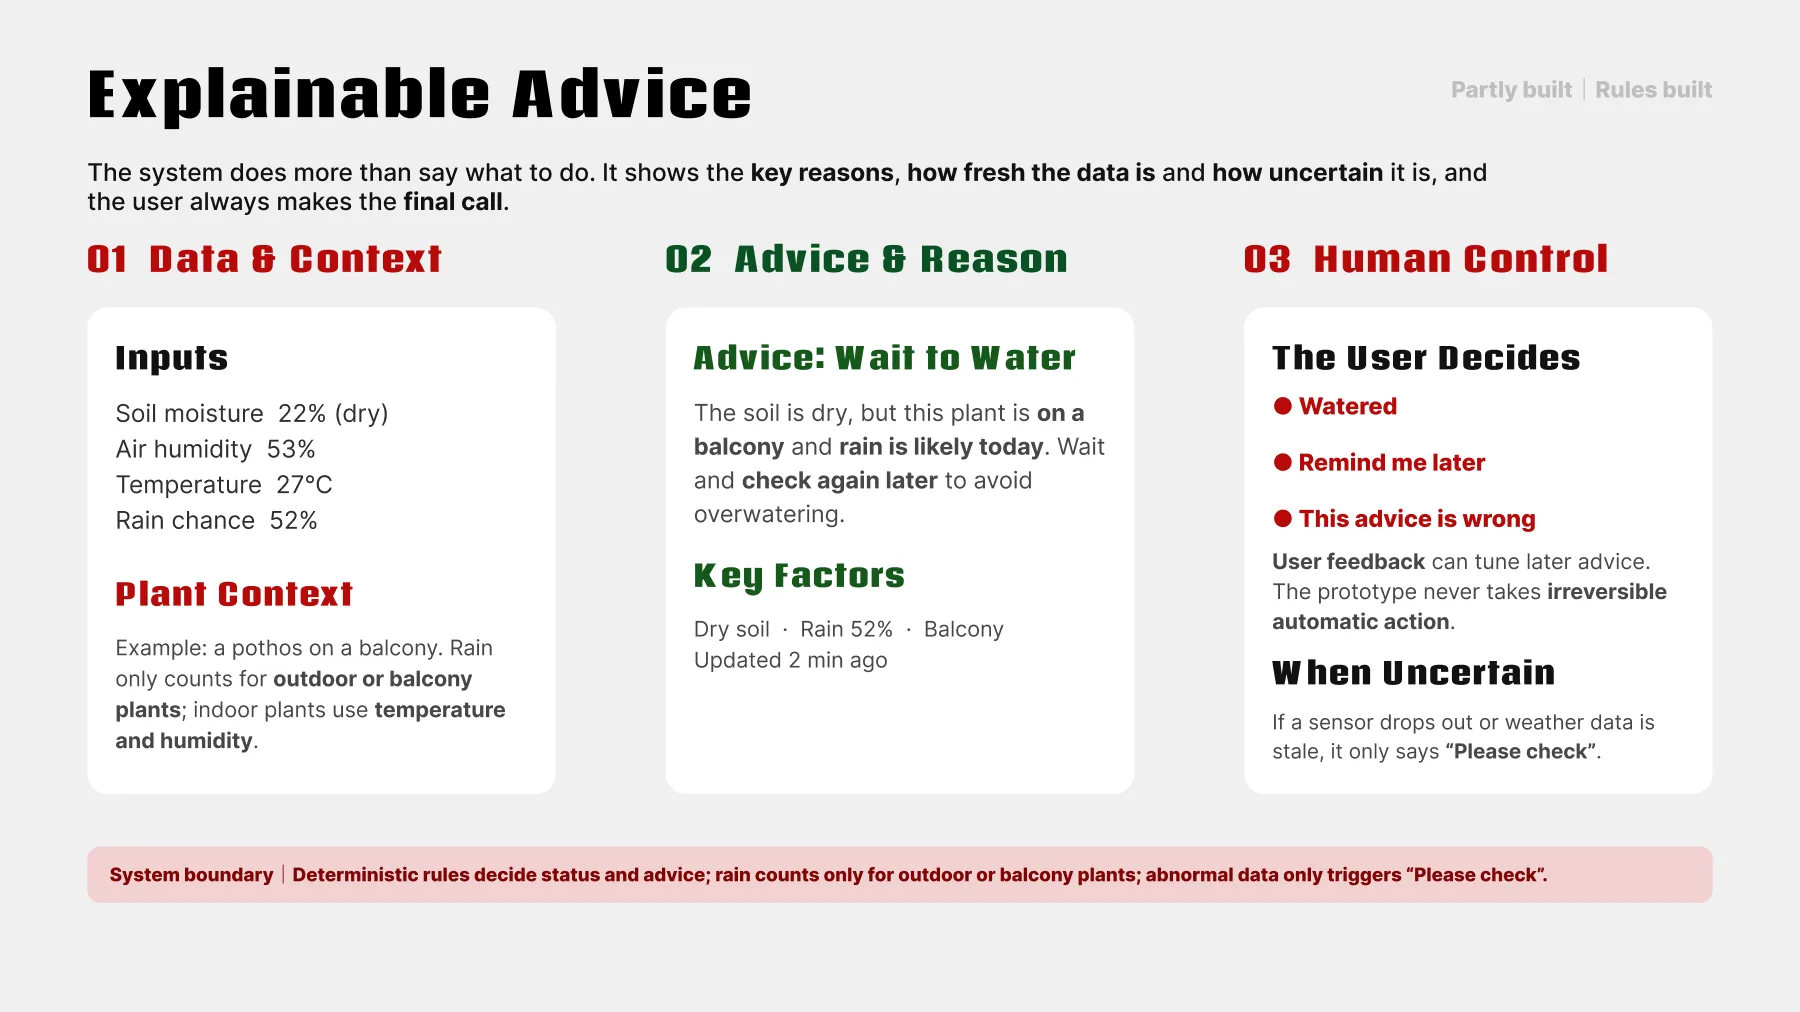 Explainable Advice
Partly built | Rules built
The system does more than say what to do. It shows the key reasons, how fresh the data is and how uncertain it is, and
the user always makes the final call.
01 Data & Context
Inputs
Soil moisture 22% (dry)
Air humidity 53%
Temperature 27°C
Rain chance 52%
Plant Context
Example: a pothos on a balcony. Rain
only counts for outdoor or balcony
plants; indoor plants use temperature
and humidity.
02 Advice & Reason
Advice: Wait to Water
The soil is dry, but this plant is on a
balcony and rain is likely today. Wait
and check again later to avoid
overwatering.
Key Factors
Dry soil · Rain 52% · Balcony
Updated 2 min ago
03 Human Control
The User Decides
● Watered
● Remind me later
● This advice is wrong
User feedback can tune later advice.
The prototype never takes irreversible
automatic action.
When Uncertain
If a sensor drops out or weather data is
stale, it only says “Please check”.
System boundary | Deterministic rules decide status and advice; rain counts only for outdoor or balcony plants; abnormal data only triggers “Please check”.